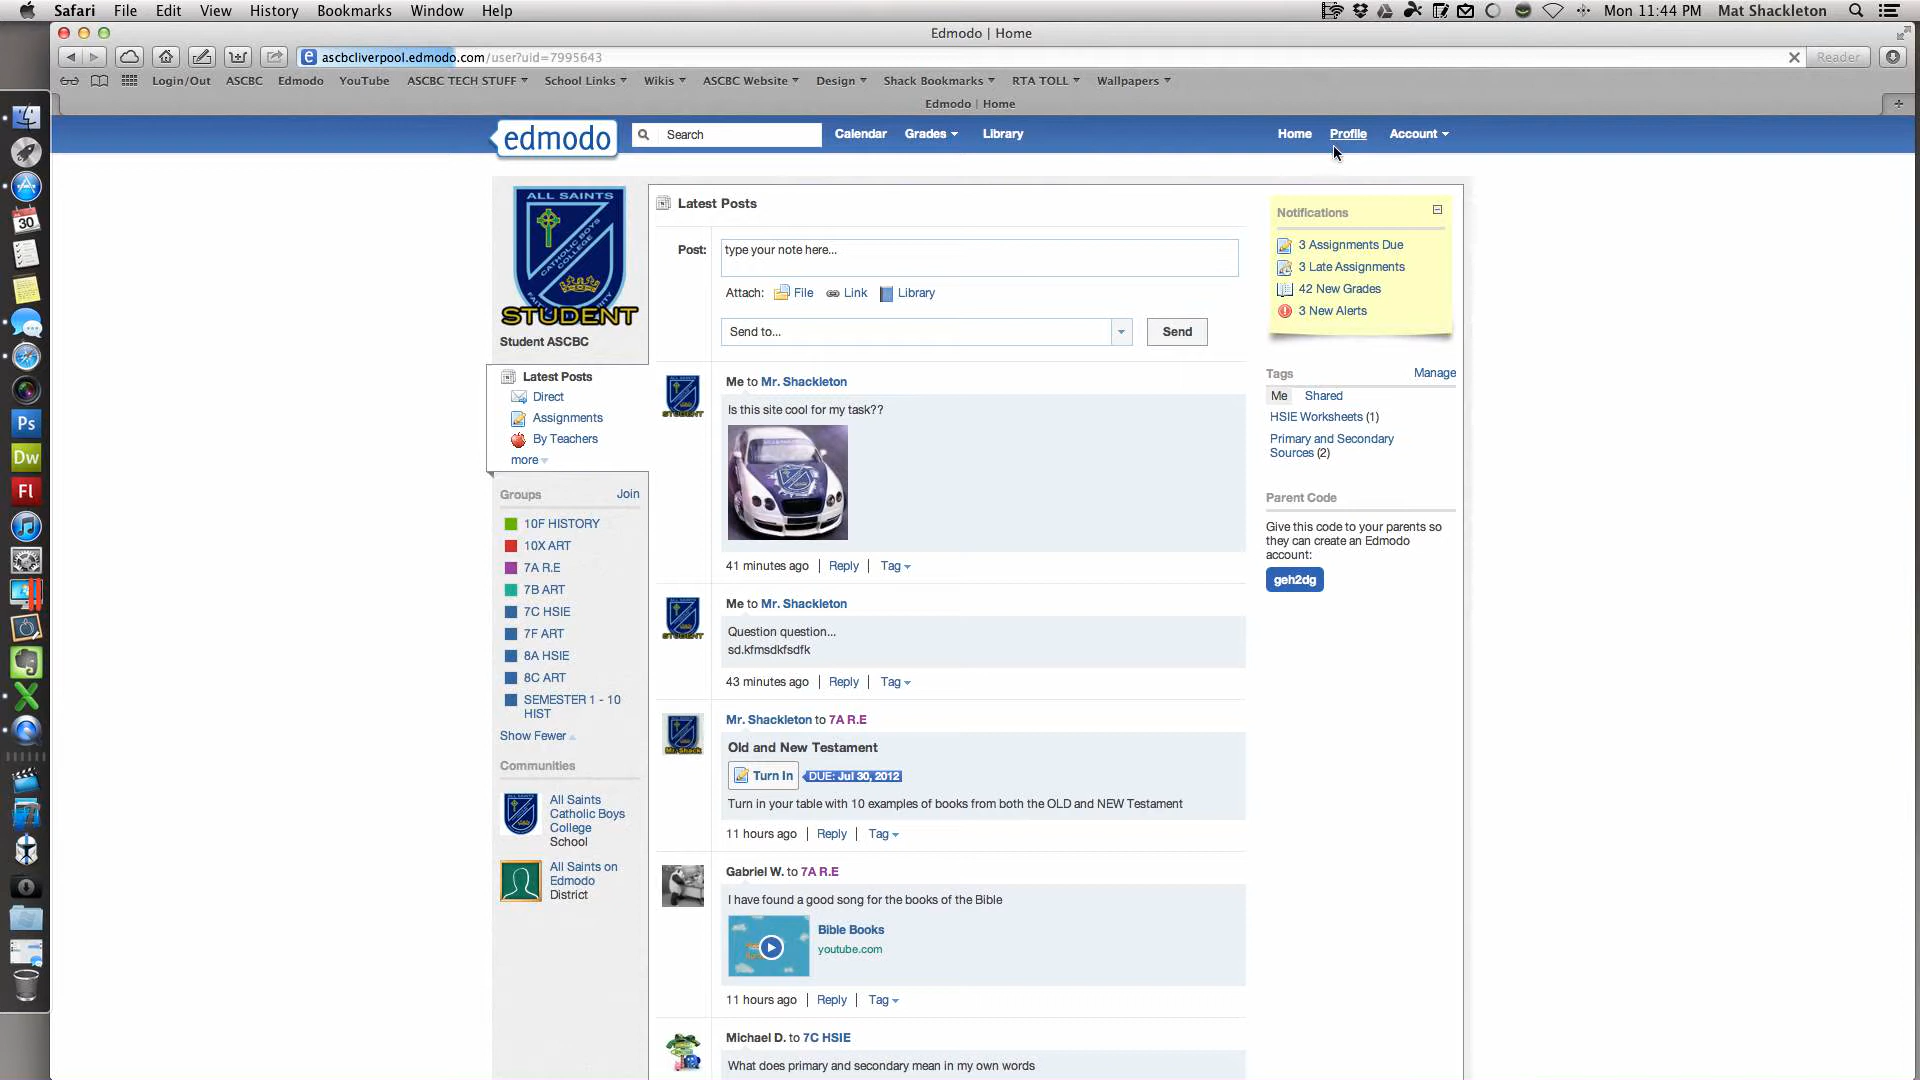 Safari File Edit View History Bookmarks Window Help Mon 11:44 PM Mat Shackleton
Edmodo | Home
ascbcliverpool.edmodo.com/user?uid=7995643 Reader
Login/Out ASCBC Edmodo YouTube ASCBC TECH STUFF School Links Wikis ASCBC Website Design Shack Bookmarks RTA TOLL Wallpapers
Edmodo | Home
edmodo Search Calendar Grades Library Home Profile Account
ALL SAINTS
CATHOLIC BOYS
COLLEGE
STUDENT
Student ASCBC
Latest Posts
Direct
Assignments
By Teachers
more
Groups Join
10F HISTORY
10X ART
7A R.E
7B ART
7C HSIE
7F ART
8A HSIE
8C ART
SEMESTER 1 - 10
HIST
Show Fewer
Communities
All Saints
Catholic Boys
College
School
All Saints on
Edmodo
District
Latest Posts
Post: type your note here...
Attach: File Link Library
Send to... Send
Me to Mr. Shackleton
Is this site cool for my task??
STUDENT
41 minutes ago | Reply | Tag
Me to Mr. Shackleton
Question question...
sd.kfmsdkfsdfk
STUDENT
43 minutes ago | Reply | Tag
Mr. Shackleton to 7A R.E
Old and New Testament
Mr. Shack
Turn In DUE: Jul 30, 2012
Turn in your table with 10 examples of books from both the OLD and NEW Testament
11 hours ago | Reply | Tag
Gabriel W. to 7A R.E
I have found a good song for the books of the Bible
Bible Books
youtube.com
11 hours ago | Reply | Tag
Michael D. to 7C HSIE
What does primary and secondary mean in my own words
Notifications
3 Assignments Due
3 Late Assignments
42 New Grades
3 New Alerts
Tags Manage
Me Shared
HSIE Worksheets (1)
Primary and Secondary
Sources (2)
Parent Code
Give this code to your parents so
they can create an Edmodo
account:
geh2dg
30
Ps
Dw
Fl